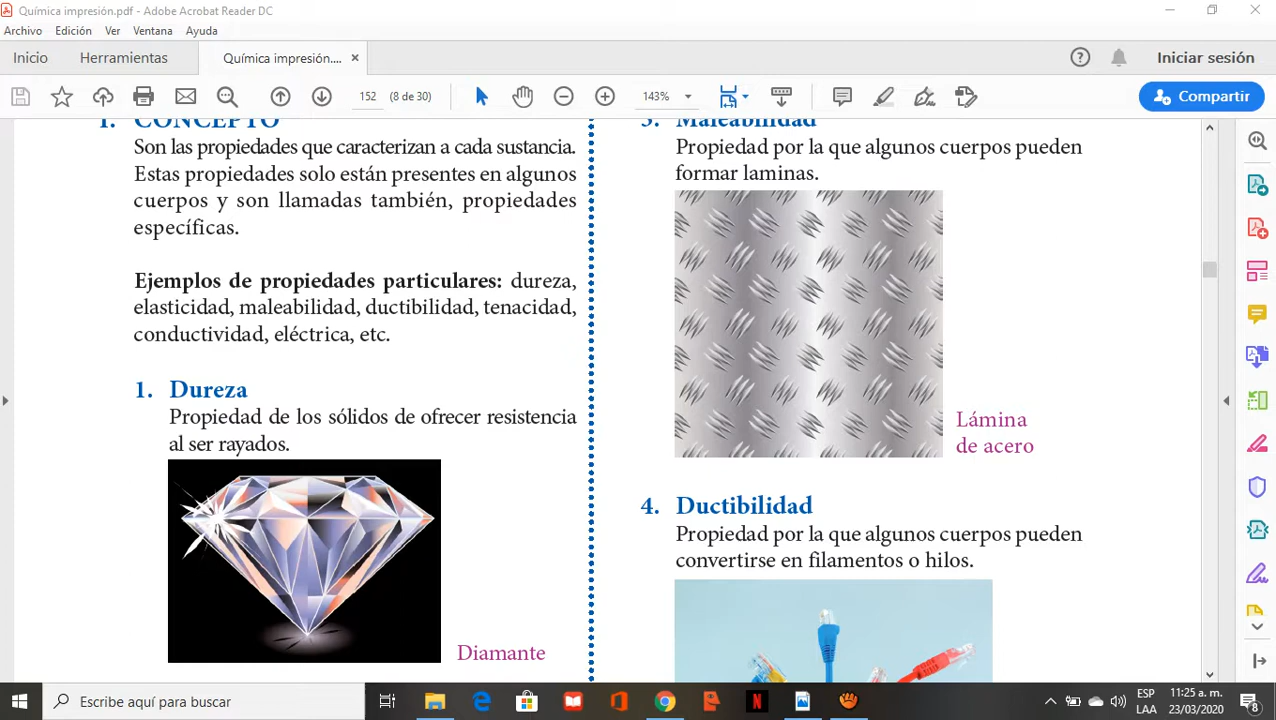 Química impresión.pdf - Adobe Acrobat Reader DC
Archivo Edición Ver Ventana Ayuda
Inicio Herramientas Química impresión.... × Iniciar sesión
152 (8 de 30) 143% Compartir
1. CONCEPTO
Son las propiedades que caracterizan a cada sustancia.
Estas propiedades solo están presentes en algunos
cuerpos y son llamadas también, propiedades
específicas.
Ejemplos de propiedades particulares: dureza,
elasticidad, maleabilidad, ductibilidad, tenacidad,
conductividad, eléctrica, etc.
1. Dureza
Propiedad de los sólidos de ofrecer resistencia
al ser rayados.
Diamante
3. Maleabilidad
Propiedad por la que algunos cuerpos pueden
formar laminas.
Lámina
de acero
4. Ductibilidad
Propiedad por la que algunos cuerpos pueden
convertirse en filamentos o hilos.
Escribe aquí para buscar
ESP 11:25 a. m.
LAA 23/03/2020
8